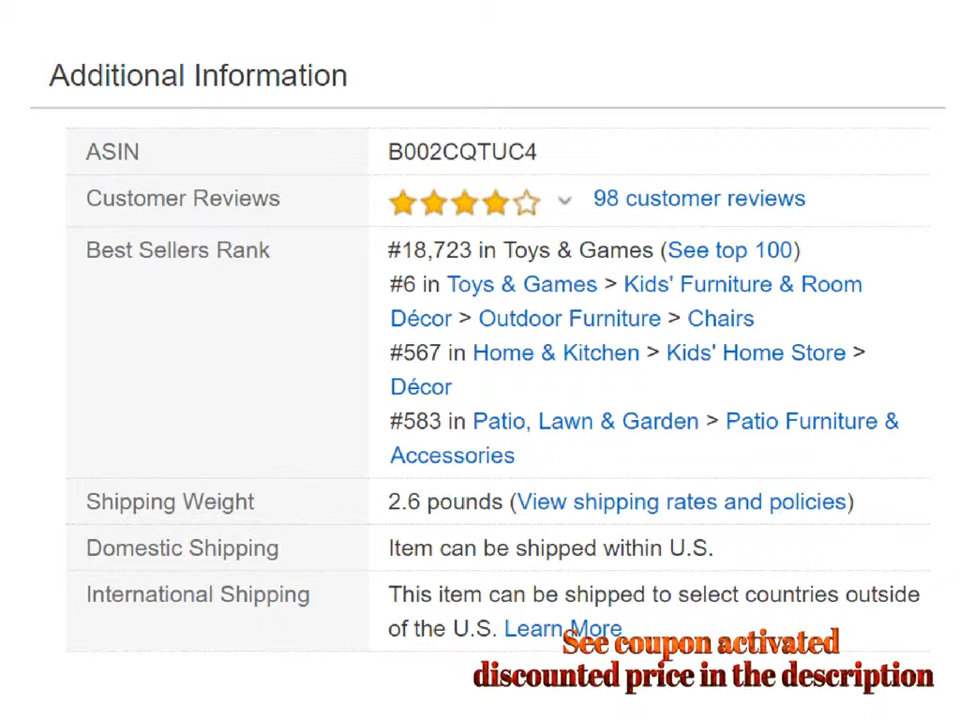 Additional Information
ASIN B002CQTUC4
Customer Reviews 98 customer reviews
Best Sellers Rank #18,723 in Toys & Games (See top 100)
#6 in Toys & Games > Kids' Furniture & Room
Décor > Outdoor Furniture > Chairs
#567 in Home & Kitchen > Kids' Home Store >
Décor
#583 in Patio, Lawn & Garden > Patio Furniture &
Accessories
Shipping Weight 2.6 pounds (View shipping rates and policies)
Domestic Shipping Item can be shipped within U.S.
International Shipping This item can be shipped to select countries outside
of the U.S. Learn More
See coupon activated
discounted price in the description